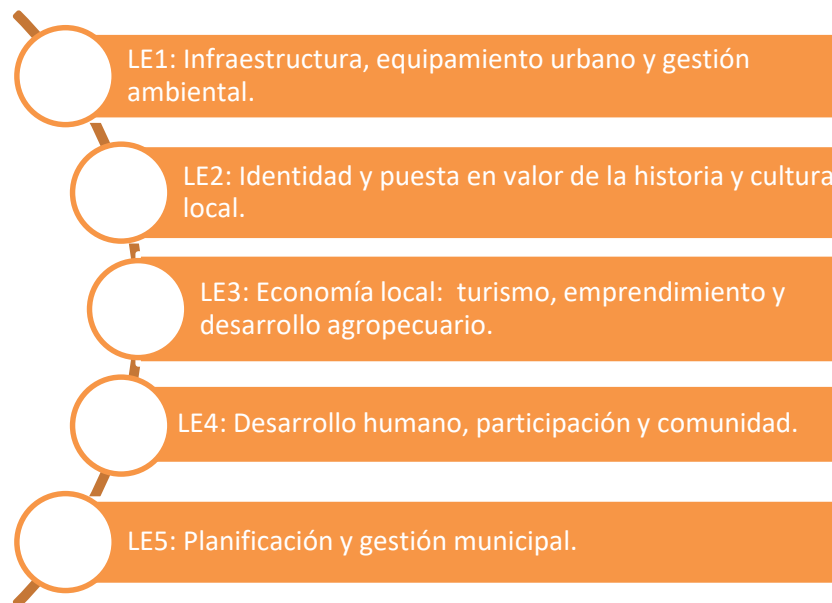 LE1: Infraestructura, equipamiento urbano y gestión
ambiental.
LE2: Identidad y puesta en valor de la historia y cultura
local.
LE3: Economía local:  turismo, emprendimiento y
desarrollo agropecuario.
LE4: Desarrollo humano, participación y comunidad.
LE5: Planificación y gestión municipal.